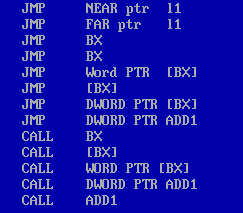 JMP NEAR ptr l1
JMP FAR ptr l1
JMP BX
JMP BX
JMP Word PTR [BX]
JMP [BX]
JMP DWORD PTR [BX]
JMP DWORD PTR ADD1
CALL BX
CALL [BX]
CALL WORD PTR [BX]
CALL DWORD PTR ADD1
CALL ADD1